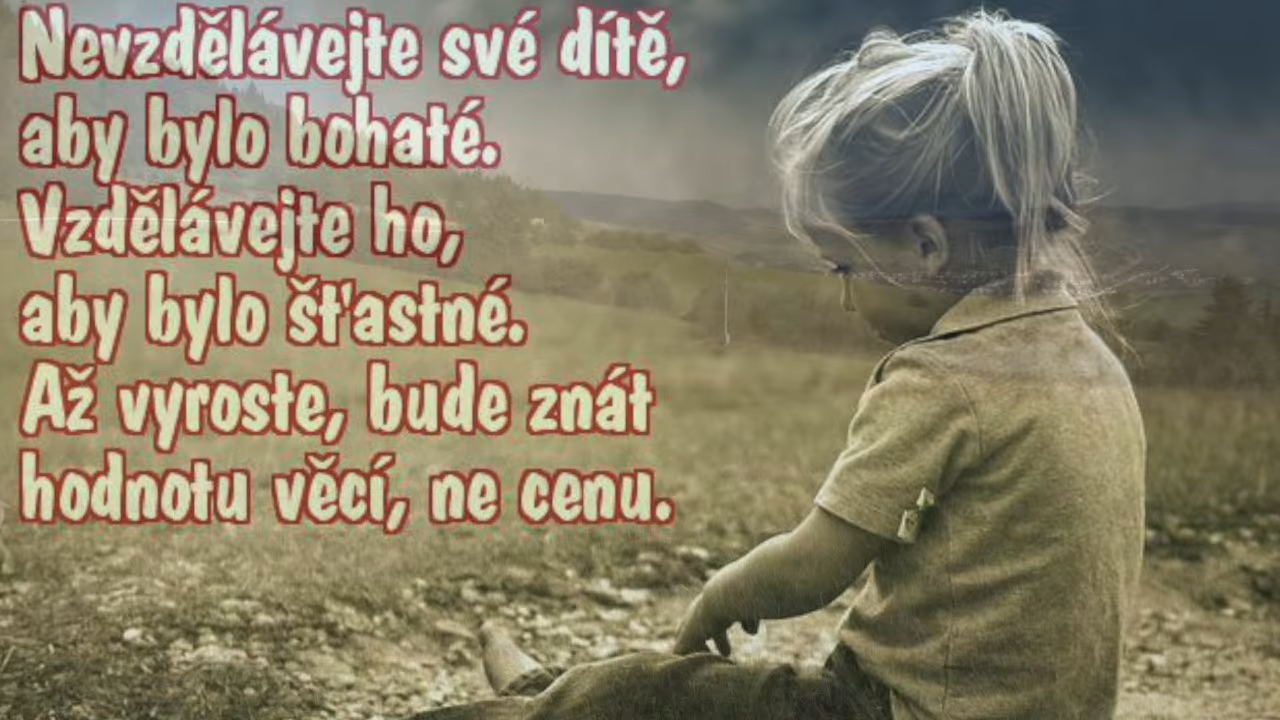 Nevzdělávejte své dítě,
aby bylo bohaté.
Vzdělávejte ho,
aby bylo šťastné.
Až vyroste, bude znát
hodnotu věcí, ne cenu.